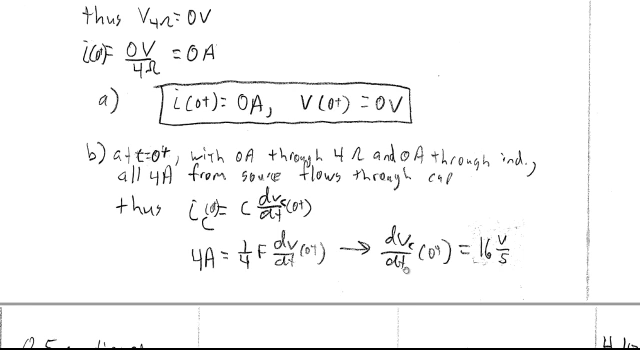 thus V4Ω = 0V
i(0+) = 0V/4Ω = 0A
a) i(0+) = 0A, V(0+) = 0V
b) at t=0+, with 0A through 4Ω and 0A through ind.,
all 4A from source flows through cap
thus ic(0+) = C dvc/dt (0+)
4A = 1/4 F dv/dt (0+) → dvc/dt (0+) = 16 V/s